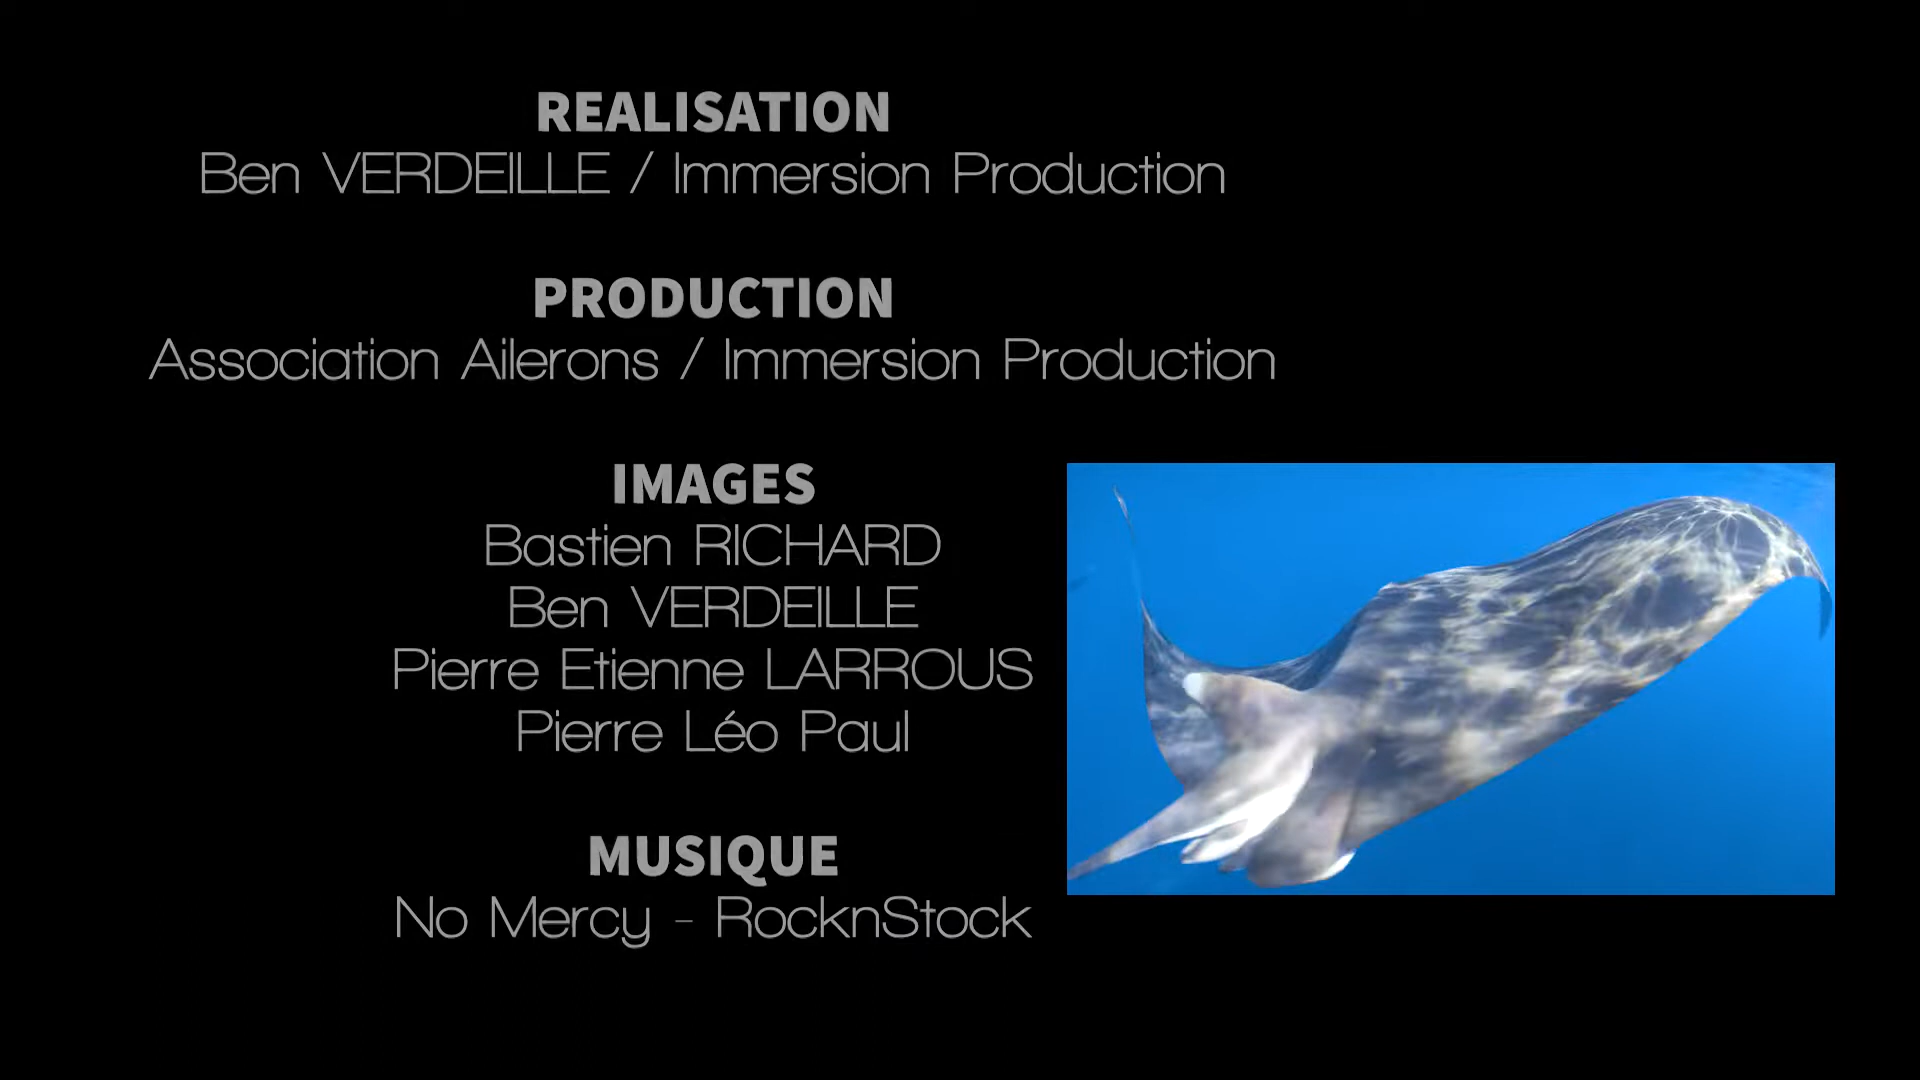 REALISATION
Ben VERDEILLE / Immersion Production
PRODUCTION
Association Ailerons / Immersion Production
IMAGES
Bastien RICHARD
Ben VERDEILLE
Pierre Etienne LARROUS
Pierre Léo Paul
MUSIQUE
No Mercy - RocknStock